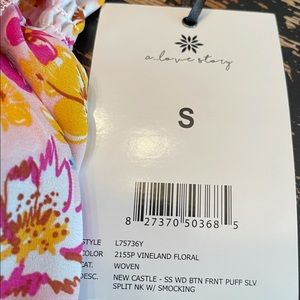 a love story
S
8 27370 50368 5
STYLE L7S736Y
COLOR 2155P VINELAND FLORAL
CAT. WOVEN
DESC. NEW CASTLE - SS WD BTN FRNT PUFF SLV
SPLIT NK W/ SMOCKING